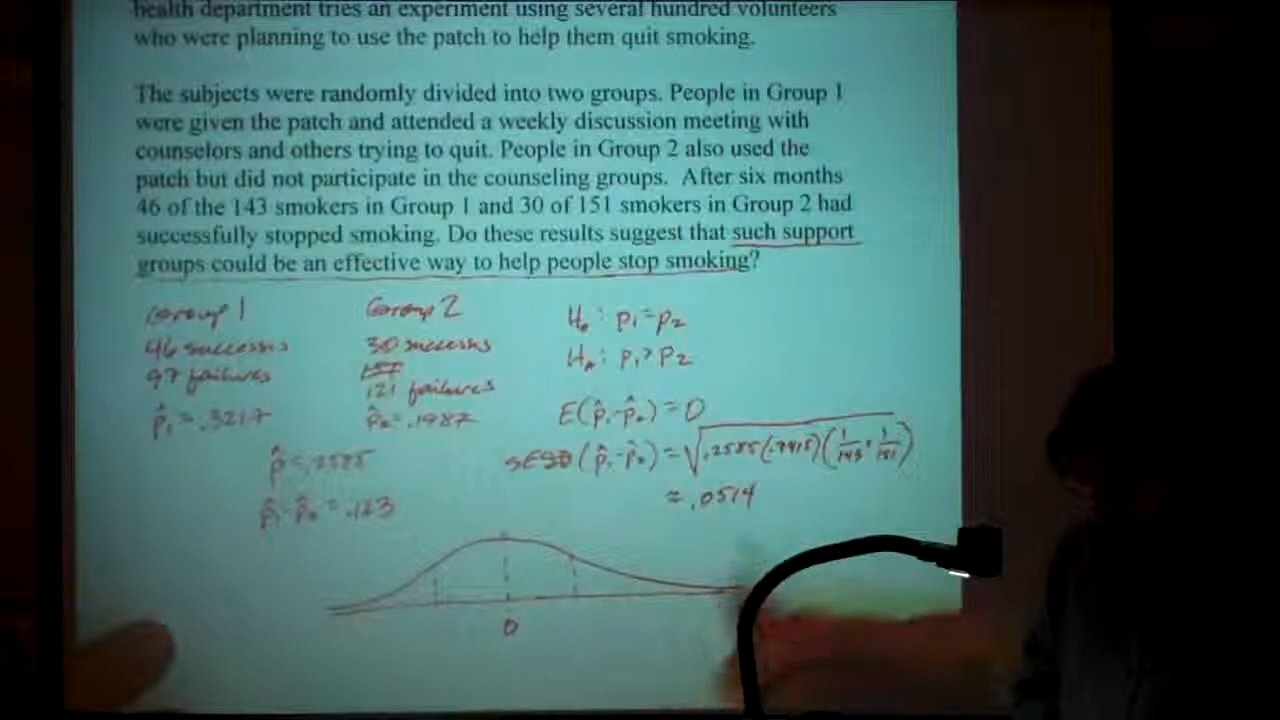 health department tries an experiment using several hundred volunteers
who were planning to use the patch to help them quit smoking.
The subjects were randomly divided into two groups. People in Group 1
were given the patch and attended a weekly discussion meeting with
counselors and others trying to quit. People in Group 2 also used the
patch but did not participate in the counseling groups. After six months
46 of the 143 smokers in Group 1 and 30 of 151 smokers in Group 2 had
successfully stopped smoking. Do these results suggest that such support
groups could be an effective way to help people stop smoking?
Group 1
46 successes
97 failures
p̂₁ = .3217
Group 2
30 successes
121 failures
p̂₂ = .1987
p̂ = .2585
p̂₁ - p̂₂ = .123
H₀: p₁ = p₂
Hₐ: p₁ > p₂
E(p̂₁-p̂₂) = 0
SE(p̂₁-p̂₂) = √.2585(.7415)(1/143 + 1/151)
≈ .0514
0